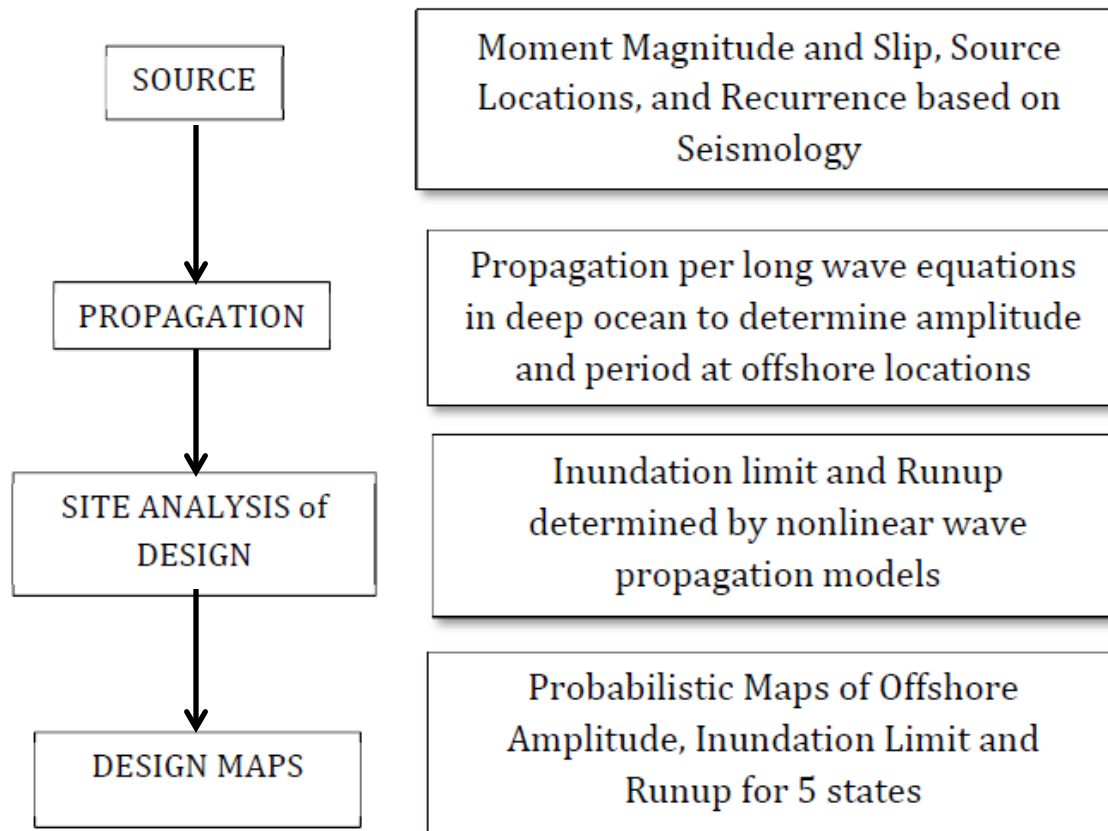 SOURCE
Moment Magnitude and Slip, Source
Locations, and Recurrence based on
Seismology
PROPAGATION
Propagation per long wave equations
in deep ocean to determine amplitude
and period at offshore locations
SITE ANALYSIS of
DESIGN
Inundation limit and Runup
determined by nonlinear wave
propagation models
DESIGN MAPS
Probabilistic Maps of Offshore
Amplitude, Inundation Limit and
Runup for 5 states